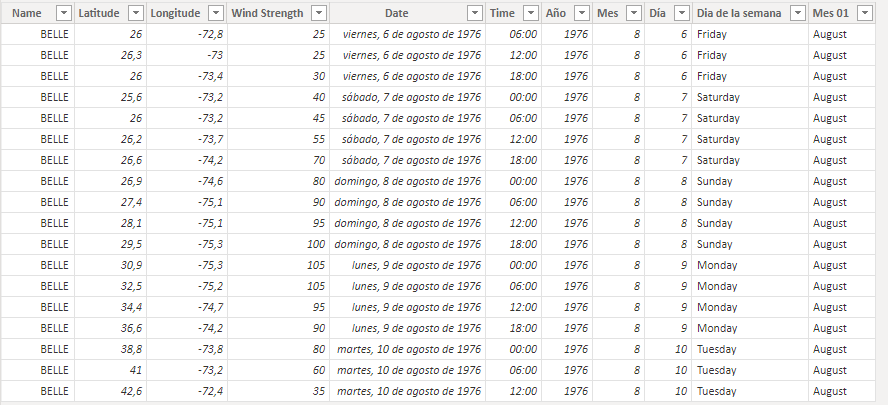 Name Latitude Longitude Wind Strength Date Time Año Mes Día Dia de la semana Mes 01
BELLE 26 -72,8 25 viernes, 6 de agosto de 1976 06:00 1976 8 6 Friday August
BELLE 26,3 -73 25 viernes, 6 de agosto de 1976 12:00 1976 8 6 Friday August
BELLE 26 -73,4 30 viernes, 6 de agosto de 1976 18:00 1976 8 6 Friday August
BELLE 25,6 -73,2 40 sábado, 7 de agosto de 1976 00:00 1976 8 7 Saturday August
BELLE 26 -73,2 45 sábado, 7 de agosto de 1976 06:00 1976 8 7 Saturday August
BELLE 26,2 -73,7 55 sábado, 7 de agosto de 1976 12:00 1976 8 7 Saturday August
BELLE 26,6 -74,2 70 sábado, 7 de agosto de 1976 18:00 1976 8 7 Saturday August
BELLE 26,9 -74,6 80 domingo, 8 de agosto de 1976 00:00 1976 8 8 Sunday August
BELLE 27,4 -75,1 90 domingo, 8 de agosto de 1976 06:00 1976 8 8 Sunday August
BELLE 28,1 -75,1 95 domingo, 8 de agosto de 1976 12:00 1976 8 8 Sunday August
BELLE 29,5 -75,3 100 domingo, 8 de agosto de 1976 18:00 1976 8 8 Sunday August
BELLE 30,9 -75,3 105 lunes, 9 de agosto de 1976 00:00 1976 8 9 Monday August
BELLE 32,5 -75,2 105 lunes, 9 de agosto de 1976 06:00 1976 8 9 Monday August
BELLE 34,4 -74,7 95 lunes, 9 de agosto de 1976 12:00 1976 8 9 Monday August
BELLE 36,6 -74,2 90 lunes, 9 de agosto de 1976 18:00 1976 8 9 Monday August
BELLE 38,8 -73,8 80 martes, 10 de agosto de 1976 00:00 1976 8 10 Tuesday August
BELLE 41 -73,2 60 martes, 10 de agosto de 1976 06:00 1976 8 10 Tuesday August
BELLE 42,6 -72,4 35 martes, 10 de agosto de 1976 12:00 1976 8 10 Tuesday August